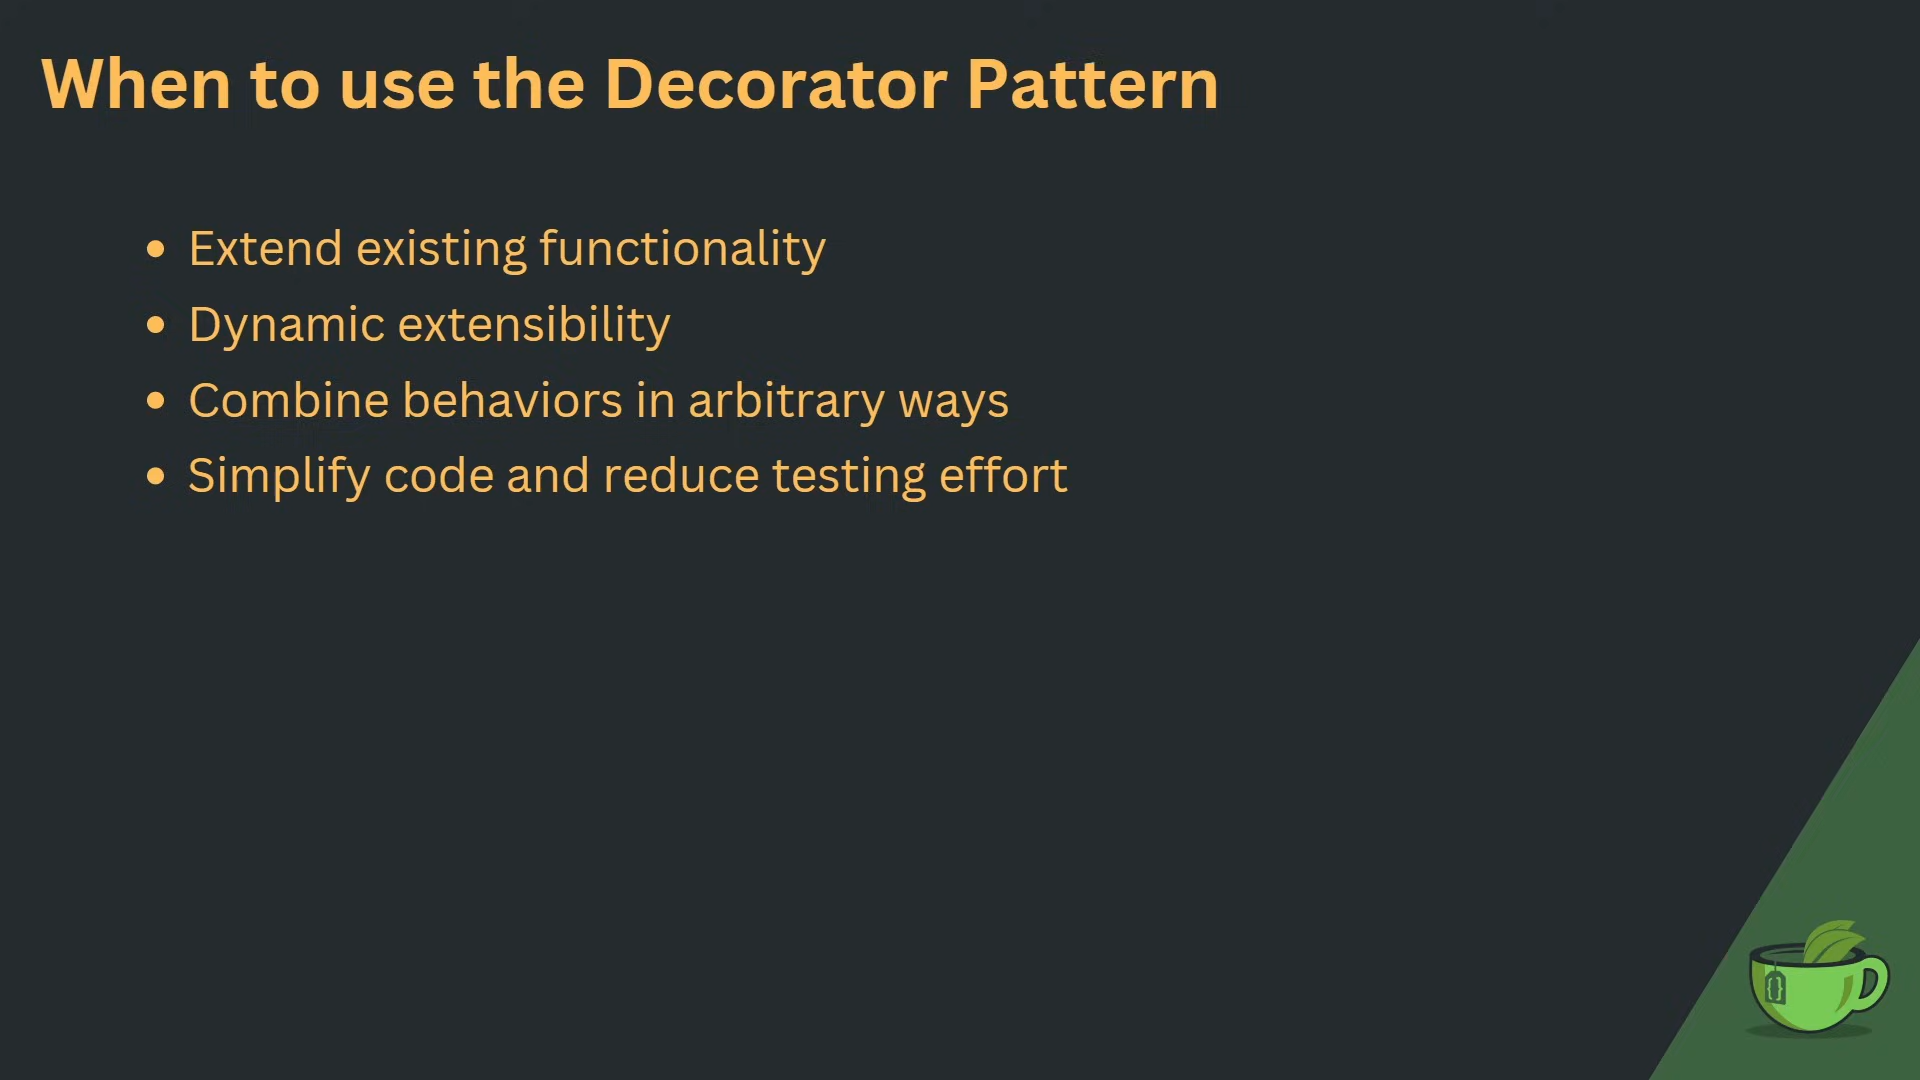 When to use the Decorator Pattern
• Extend existing functionality
• Dynamic extensibility
• Combine behaviors in arbitrary ways
• Simplify code and reduce testing effort
{}